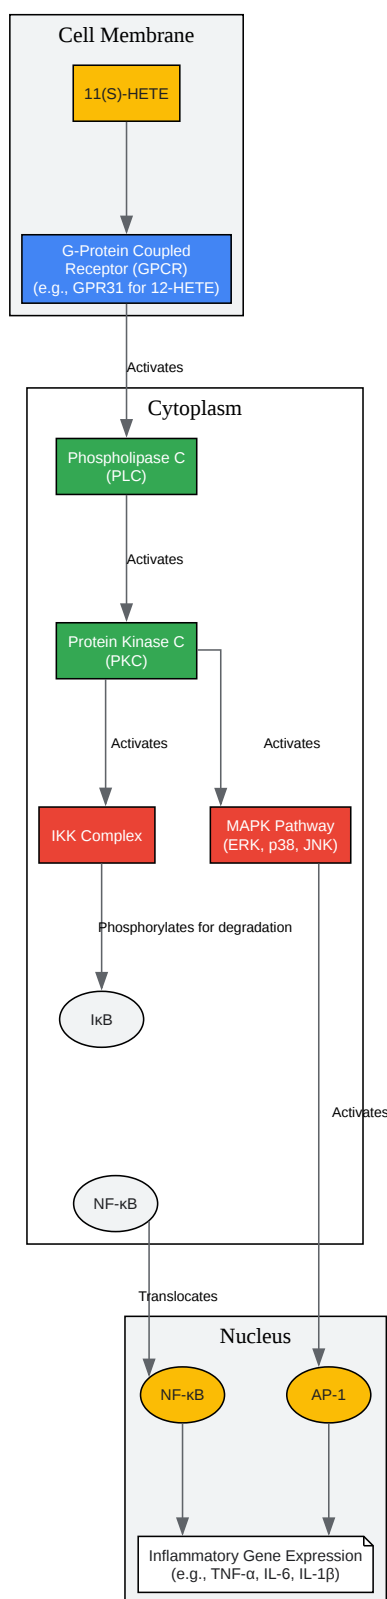 Cell Membrane
11(S)-HETE
G-Protein Coupled
Receptor (GPCR)
(e.g., GPR31 for 12-HETE)
Activates
Cytoplasm
Phospholipase C
(PLC)
Activates
Protein Kinase C
(PKC)
Activates
Activates
IKK Complex
MAPK Pathway
(ERK, p38, JNK)
Phosphorylates for degradation
IκB
Activates
NF-κB
Translocates
Nucleus
NF-κB
AP-1
Inflammatory Gene Expression
(e.g., TNF-α, IL-6, IL-1β)